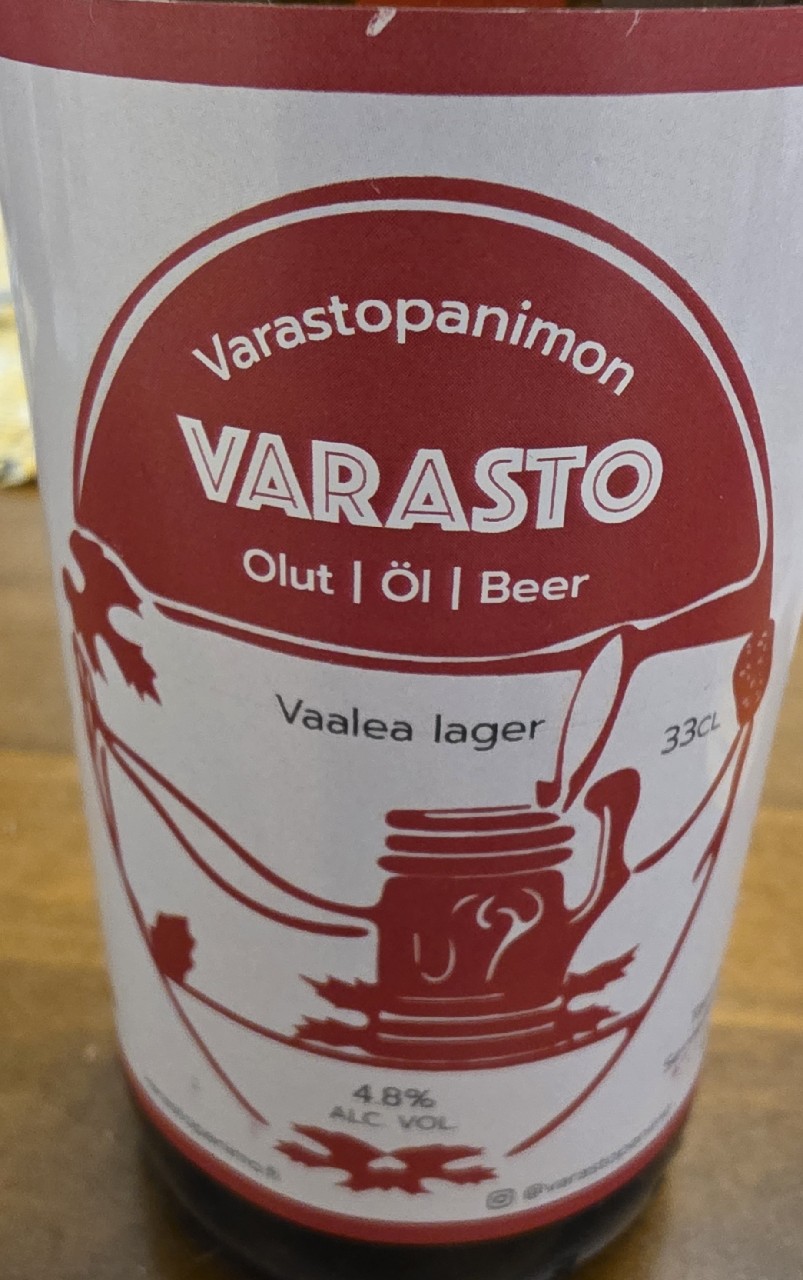 Varastopanimon
VARASTO
Olut | Öl | Beer
Vaalea lager
33CL
4.8%
ALC VOL